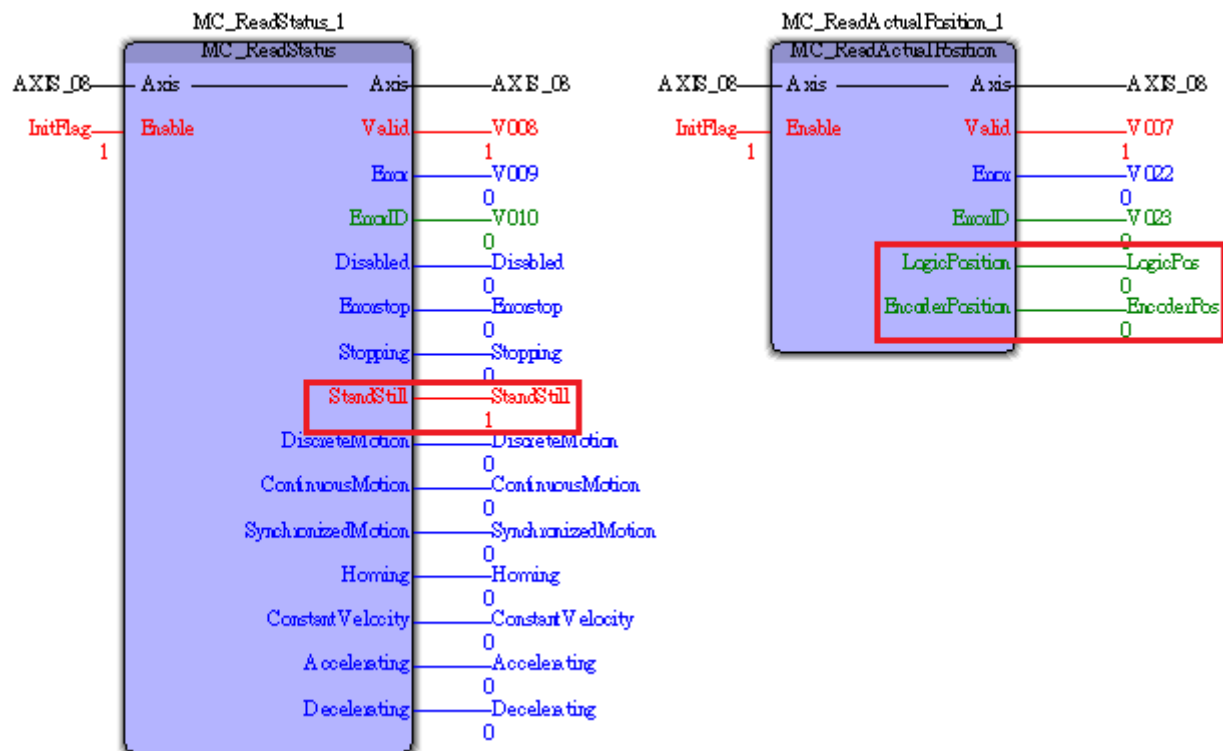 MC_ReadStatus_1
MC_ReadStatus
AXIS_08 Axis Axis AXIS_08
InitFlag Enable Valid V008
1 1
Error V009
0
ErrorID V010
0
Disabled Disabled
0
Errorstop Errorstop
0
Stopping Stopping
0
StandStill StandStill
1
DiscreteMotion DiscreteMotion
0
ContinuousMotion ContinuousMotion
0
SynchronizedMotion SynchronizedMotion
0
Homing Homing
0
ConstantVelocity ConstantVelocity
0
Accelerating Accelerating
0
Decelerating Decelerating
0
MC_ReadActualPosition_1
MC_ReadActualPosition
AXIS_08 Axis Axis AXIS_08
InitFlag Enable Valid V007
1 1
Error V022
0
ErrorID V023
0
LogicPosition LogicPos
0
EncoderPosition EncoderPos
0